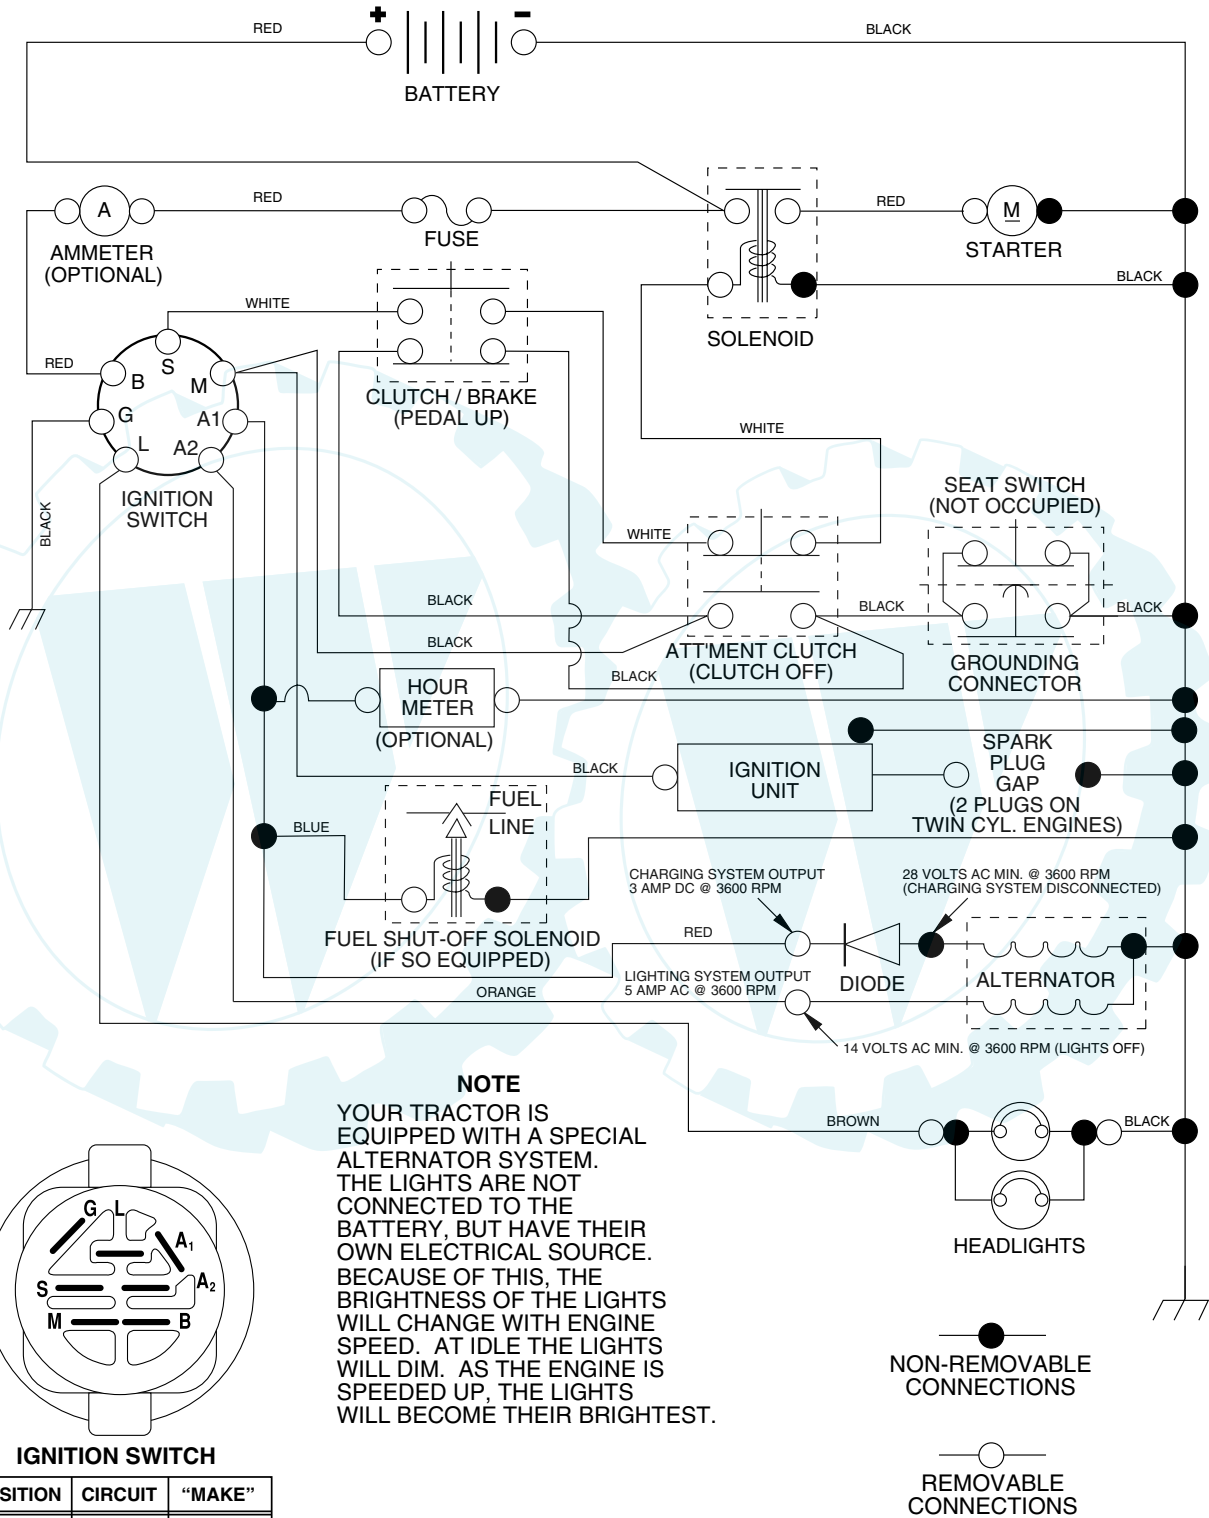 +
-
RED
BLACK
BATTERY
A
RED
AMMETER
(OPTIONAL)
FUSE
RED
M
STARTER
BLACK
SOLENOID
WHITE
RED
S
B
M
G
A1
L
A2
CLUTCH / BRAKE
(PEDAL UP)
IGNITION
SWITCH
BLACK
WHITE
WHITE
SEAT SWITCH
(NOT OCCUPIED)
BLACK
BLACK
BLACK
BLACK
ATT'MENT CLUTCH
(CLUTCH OFF)
BLACK
GROUNDING
CONNECTOR
HOUR
METER
(OPTIONAL)
BLACK
IGNITION
UNIT
SPARK
PLUG
GAP
(2 PLUGS ON
TWIN CYL. ENGINES)
BLUE
FUEL
LINE
FUEL SHUT-OFF SOLENOID
(IF SO EQUIPPED)
CHARGING SYSTEM OUTPUT
3 AMP DC @ 3600 RPM
28 VOLTS AC MIN. @ 3600 RPM
(CHARGING SYSTEM DISCONNECTED)
RED
DIODE
ALTERNATOR
LIGHTING SYSTEM OUTPUT
5 AMP AC @ 3600 RPM
ORANGE
14 VOLTS AC MIN. @ 3600 RPM (LIGHTS OFF)
NOTE
YOUR TRACTOR IS
EQUIPPED WITH A SPECIAL
ALTERNATOR SYSTEM.
THE LIGHTS ARE NOT
CONNECTED TO THE
BATTERY, BUT HAVE THEIR
OWN ELECTRICAL SOURCE.
BECAUSE OF THIS, THE
BRIGHTNESS OF THE LIGHTS
WILL CHANGE WITH ENGINE
SPEED. AT IDLE THE LIGHTS
WILL DIM. AS THE ENGINE IS
SPEEDED UP, THE LIGHTS
WILL BECOME THEIR BRIGHTEST.
BROWN
BLACK
HEADLIGHTS
G
L
A1
A2
S
M
B
IGNITION SWITCH
SITION CIRCUIT “MAKE”
NON-REMOVABLE
CONNECTIONS
REMOVABLE
CONNECTIONS